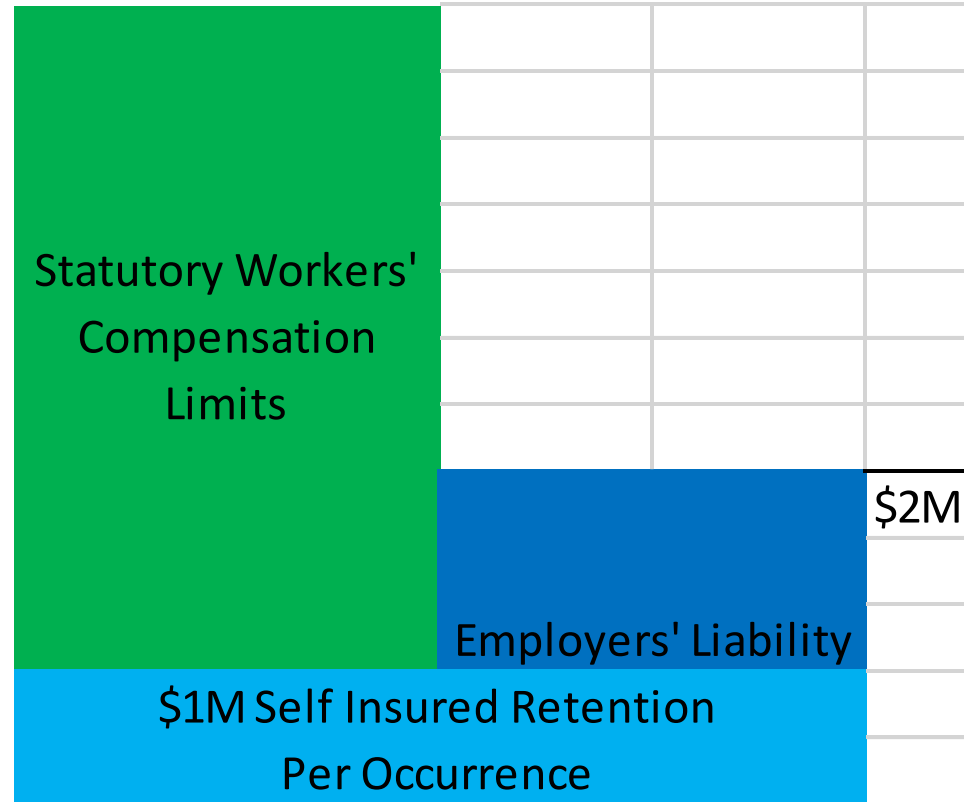 Statutory Workers'
Compensation
Limits
$2M
Employers' Liability
$1M Self Insured Retention
Per Occurrence